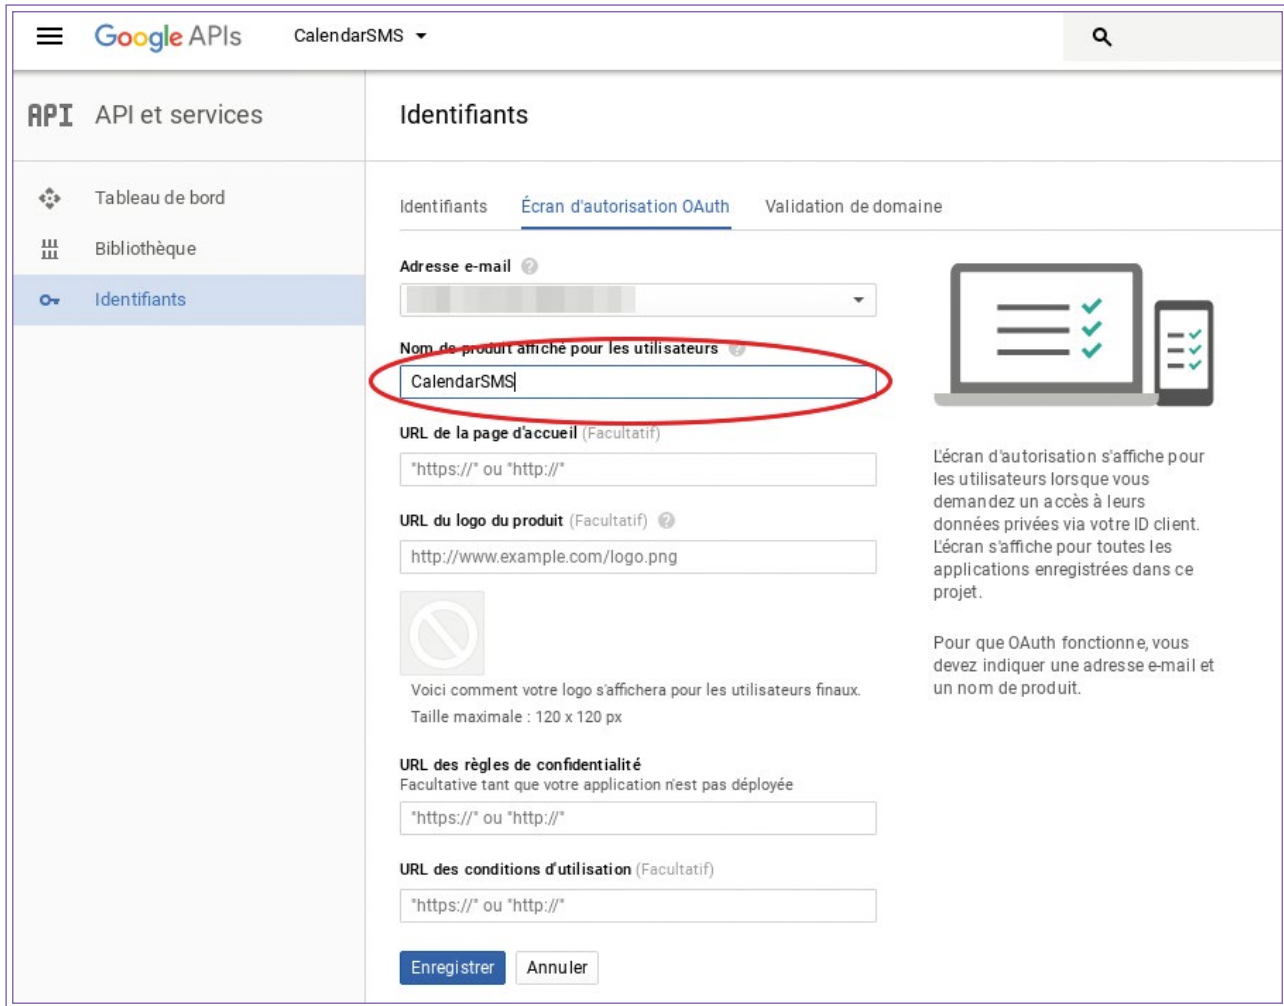 Google APIs CalendarSMS
API API et services
Identifiants
Tableau de bord
Bibliothèque
Identifiants
Identifiants Écran d'autorisation OAuth Validation de domaine
Adresse e-mail ?
Nom de produit affiché pour les utilisateurs ?
CalendarSMS
URL de la page d'accueil (Facultatif)
"https://" ou "http://"
URL du logo du produit (Facultatif) ?
http://www.example.com/logo.png
Voici comment votre logo s'affichera pour les utilisateurs finaux.
Taille maximale : 120 x 120 px
URL des règles de confidentialité
Facultative tant que votre application n'est pas déployée
"https://" ou "http://"
URL des conditions d'utilisation (Facultatif)
"https://" ou "http://"
Enregistrer Annuler
L'écran d'autorisation s'affiche pour
les utilisateurs lorsque vous
demandez un accès à leurs
données privées via votre ID client.
L'écran s'affiche pour toutes les
applications enregistrées dans ce
projet.
Pour que OAuth fonctionne, vous
devez indiquer une adresse e-mail et
un nom de produit.